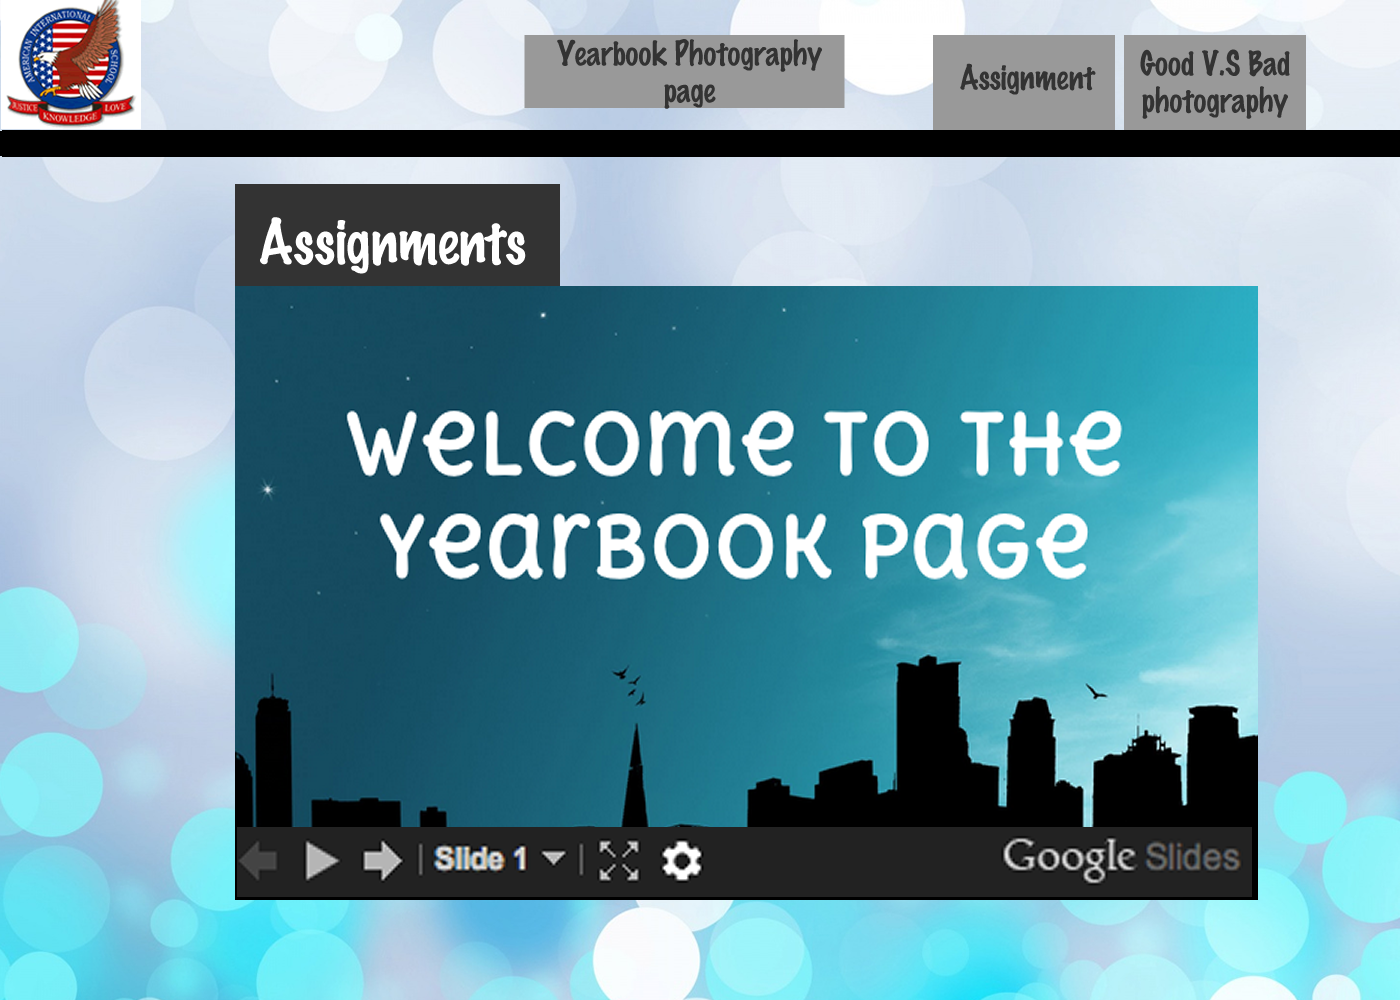 AMERICAN INTERNATIONAL SCHOOL
JUSTICE KNOWLEDGE LOVE
Yearbook Photography
page
Assignment
Good V.S Bad
photography
Assignments
WeLCOme TO THe
YearBOOK PaGe
Slide 1
Google Slides